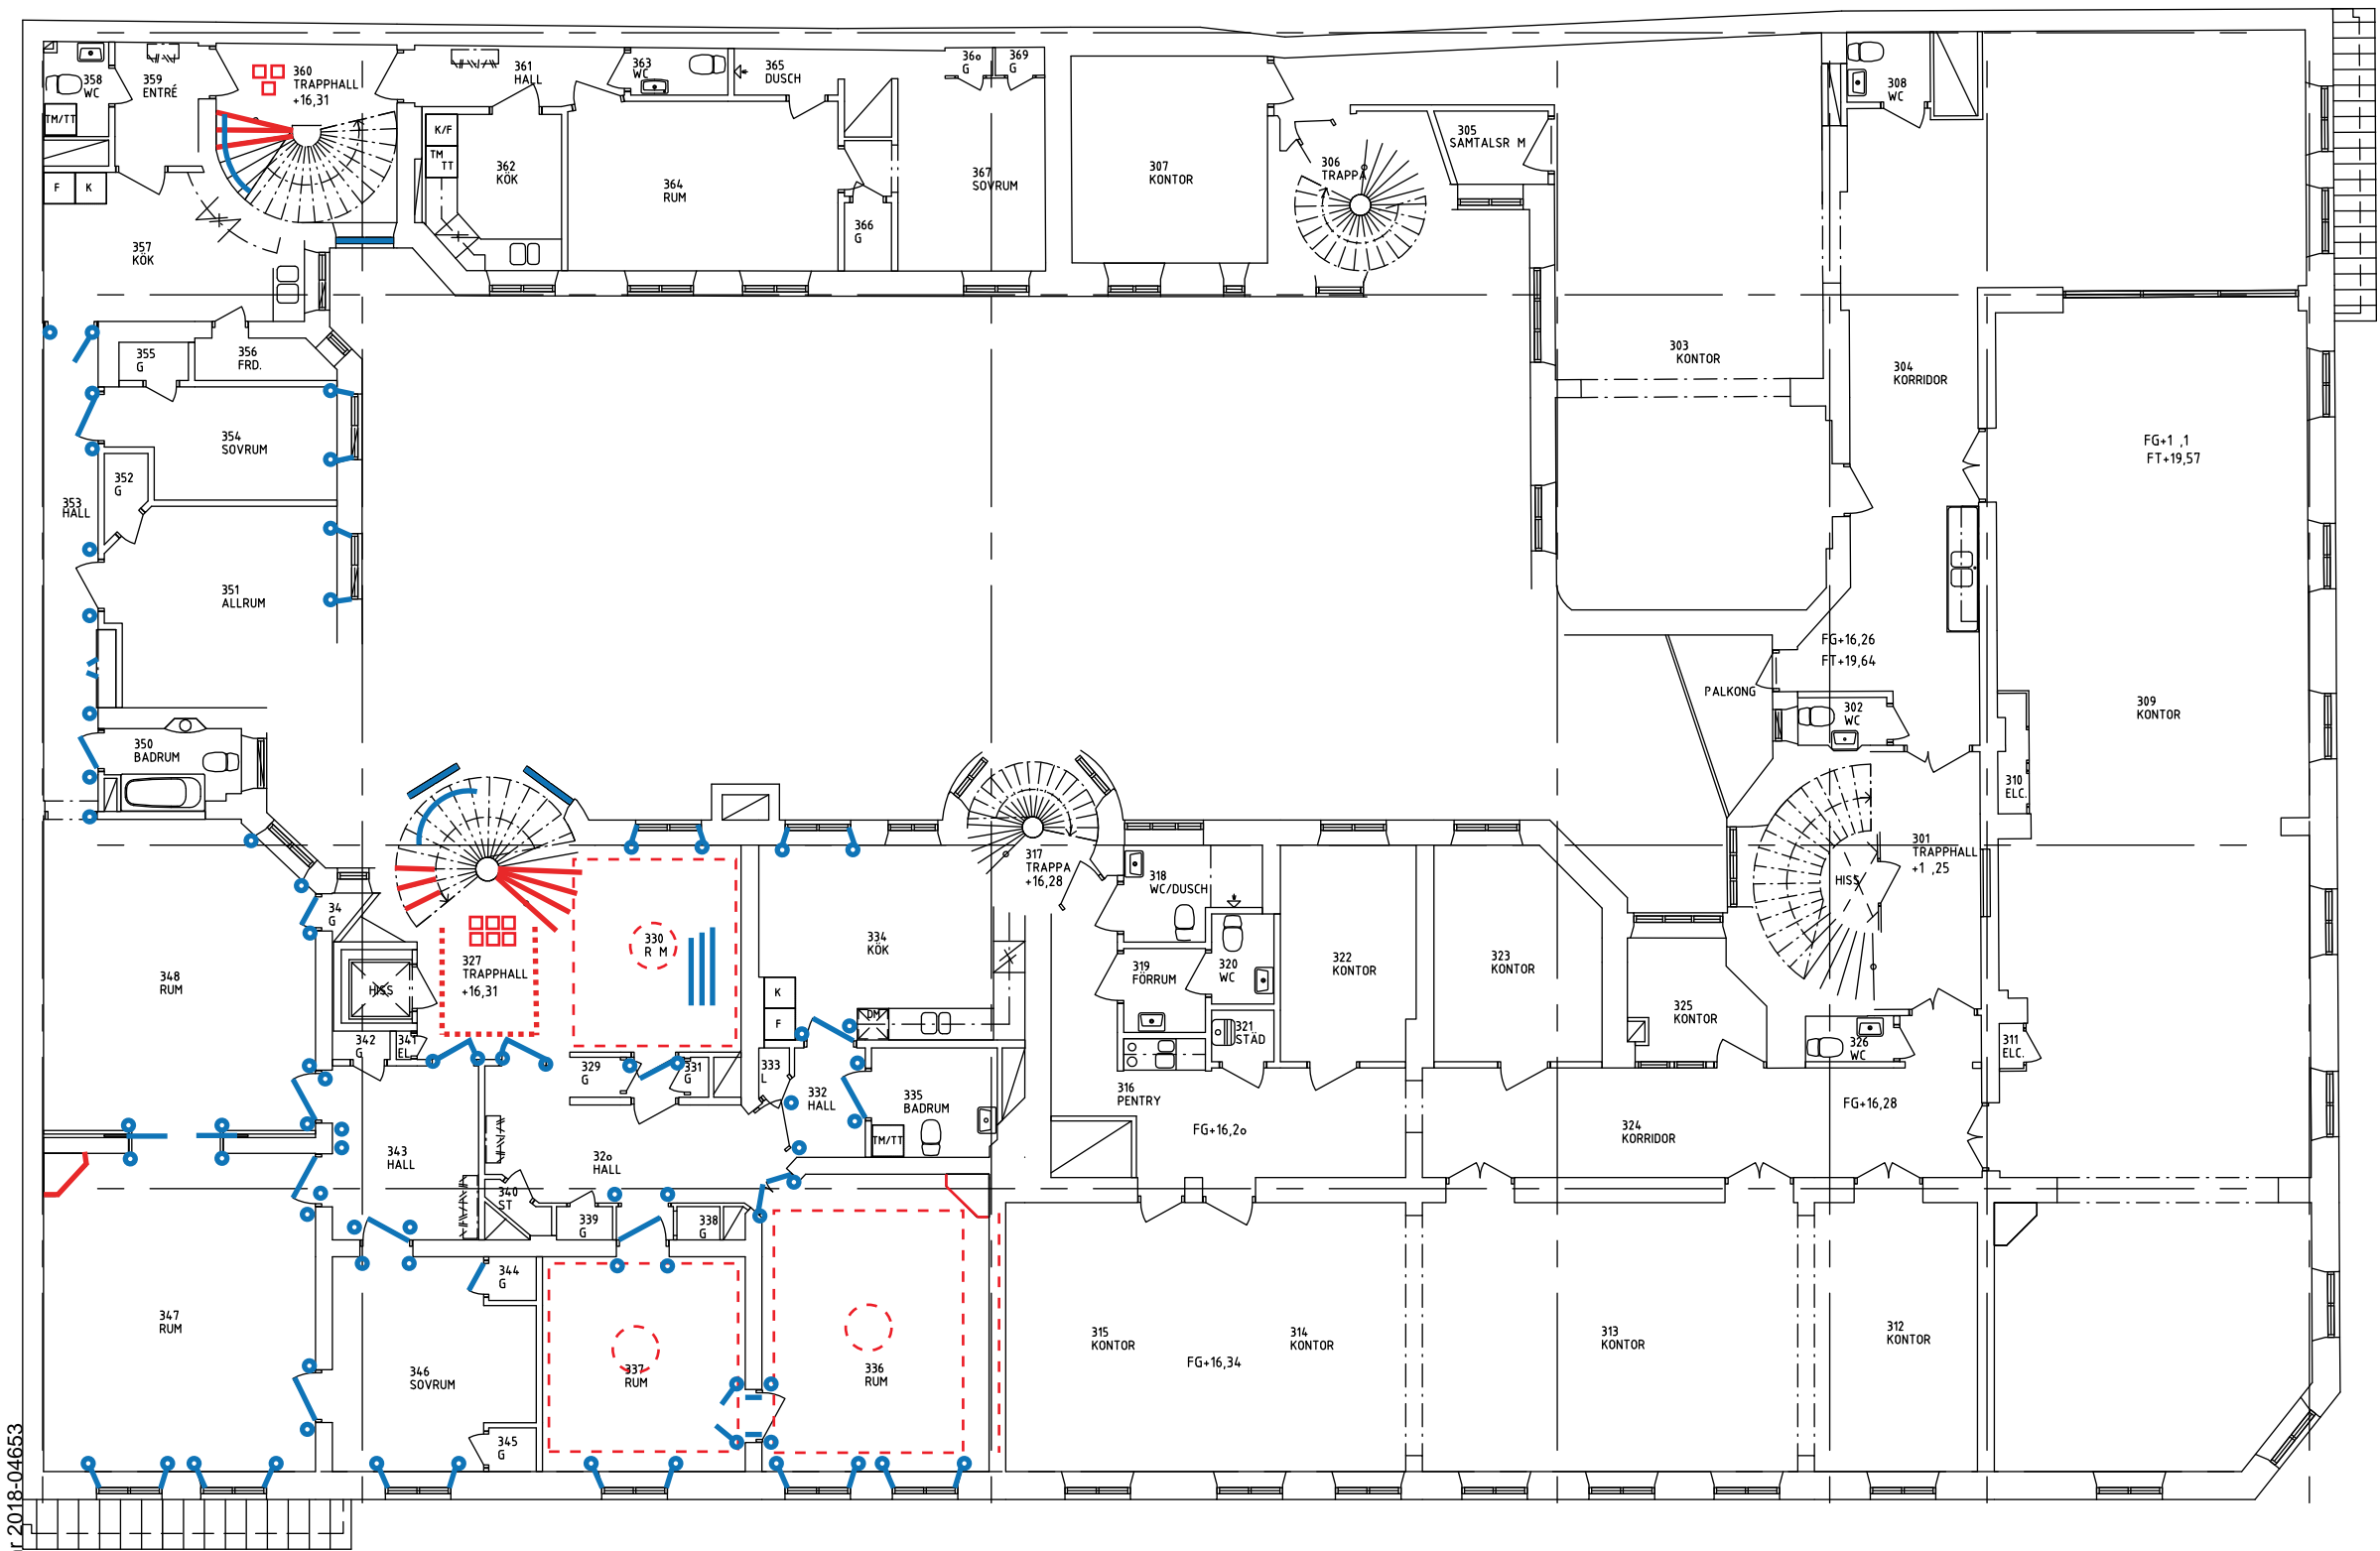 358
WC
359
ENTRÉ
360
TRAPPHALL
+16,31
361
HALL
363
WC
365
DUSCH
36o
G
369
G
308
WC
TM/TT
K/F
TM
TT
362
KÖK
364
RUM
367
SOVRUM
366
G
307
KONTOR
306
TRAPPA
305
SAMTALSR M
F
K
357
KÖK
355
G
356
FRD.
303
KONTOR
304
KORRIDOR
354
SOVRUM
352
G
353
HALL
FG+1 ,1
FT+19,57
351
ALLRUM
FG+16,26
FT+19,64
PALKONG
302
WC
309
KONTOR
350
BADRUM
310
ELC.
301
TRAPPHALL
+1 ,25
HISS
317
TRAPPA
+16,28
318
WC/DUSCH
34
G
330
R M
334
KÖK
327
TRAPPHALL
+16,31
348
RUM
HISS
319
FÖRRUM
320
WC
322
KONTOR
323
KONTOR
325
KONTOR
K
F
DM
321
STÄD
342
G
341
EL
326
WC
311
ELC.
329
G
331
G
333
L
332
HALL
335
BADRUM
316
PENTRY
FG+16,28
TM/TT
FG+16,2o
324
KORRIDOR
343
HALL
32o
HALL
340
ST
339
G
338
G
344
G
347
RUM
346
SOVRUM
337
RUM
336
RUM
315
KONTOR
314
KONTOR
FG+16,34
313
KONTOR
312
KONTOR
345
G
r 2018-04653